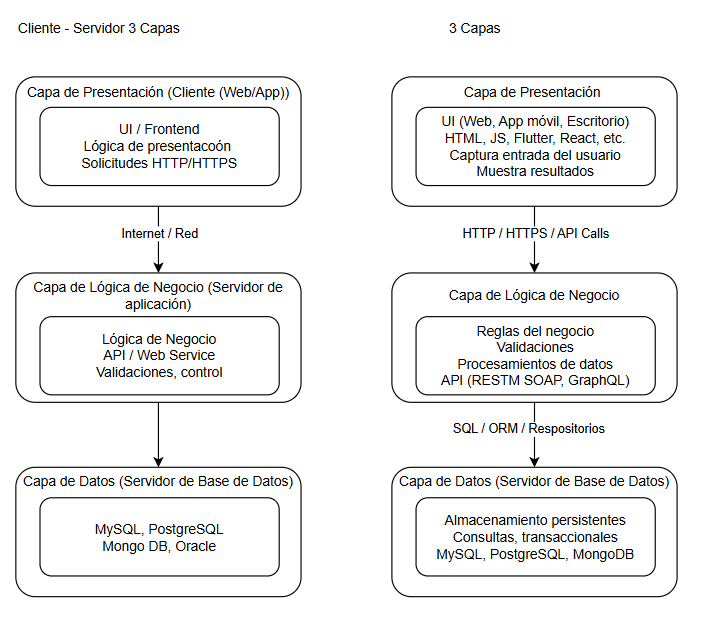 Cliente - Servidor 3 Capas
Capa de Presentación (Cliente (Web/App))
UI / Frontend
Lógica de presentacoón
Solicitudes HTTP/HTTPS
Internet / Red
Capa de Lógica de Negocio (Servidor de
aplicación)
Lógica de Negocio
API / Web Service
Validaciones, control
Capa de Datos (Servidor de Base de Datos)
MySQL, PostgreSQL
Mongo DB, Oracle
3 Capas
Capa de Presentación
UI (Web, App móvil, Escritorio)
HTML, JS, Flutter, React, etc.
Captura entrada del usuario
Muestra resultados
HTTP / HTTPS / API Calls
Capa de Lógica de Negocio
Reglas del negocio
Validaciones
Procesamientos de datos
API (RESTM SOAP, GraphQL)
SQL / ORM / Respositorios
Capa de Datos (Servidor de Base de Datos)
Almacenamiento persistentes
Consultas, transaccionales
MySQL, PostgreSQL, MongoDB